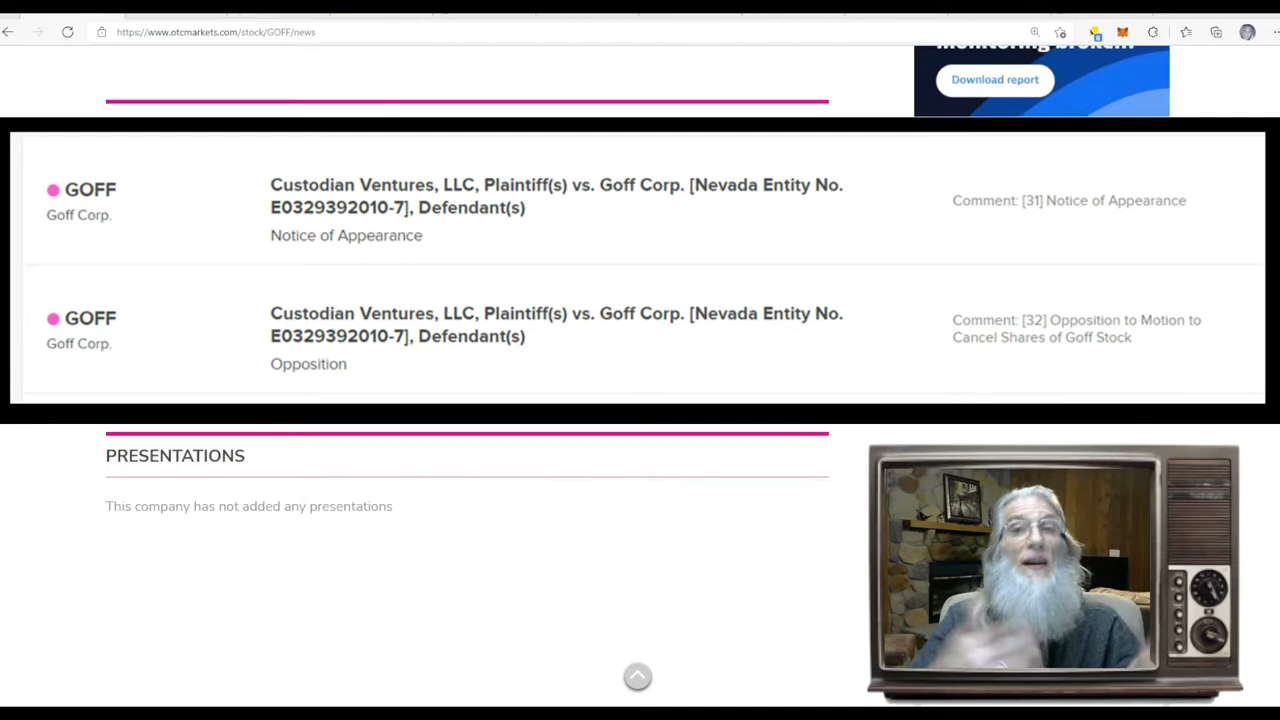 https://www.otcmarkets.com/stock/GOFF/news
Download report
GOFF
Goff Corp.
Custodian Ventures, LLC, Plaintiff(s) vs. Goff Corp. [Nevada Entity No.
E0329392010-7], Defendant(s)
Notice of Appearance
Comment: [31] Notice of Appearance
GOFF
Goff Corp.
Custodian Ventures, LLC, Plaintiff(s) vs. Goff Corp. [Nevada Entity No.
E0329392010-7], Defendant(s)
Opposition
Comment: [32] Opposition to Motion to
Cancel Shares of Goff Stock
PRESENTATIONS
This company has not added any presentations